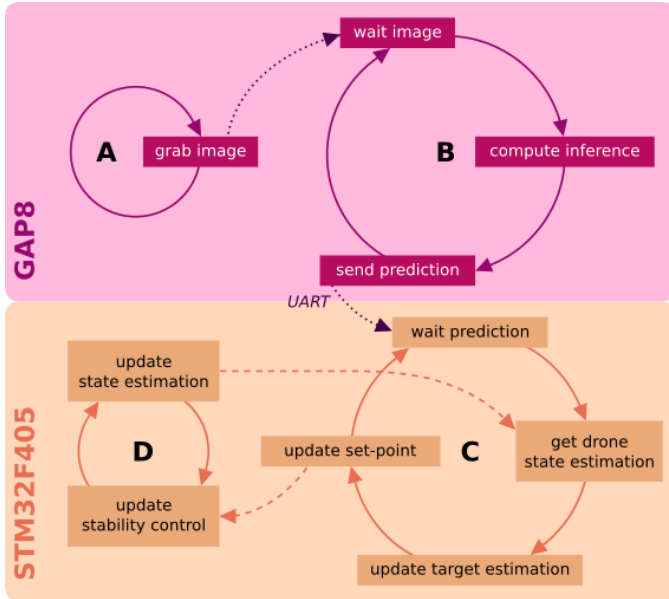 wait image
A
grab image
B
compute inference
GAP8
send prediction
UART
wait prediction
update
state estimation
D
update set-point
C
get drone
state estimation
update
stability control
STM32F405
update target estimation